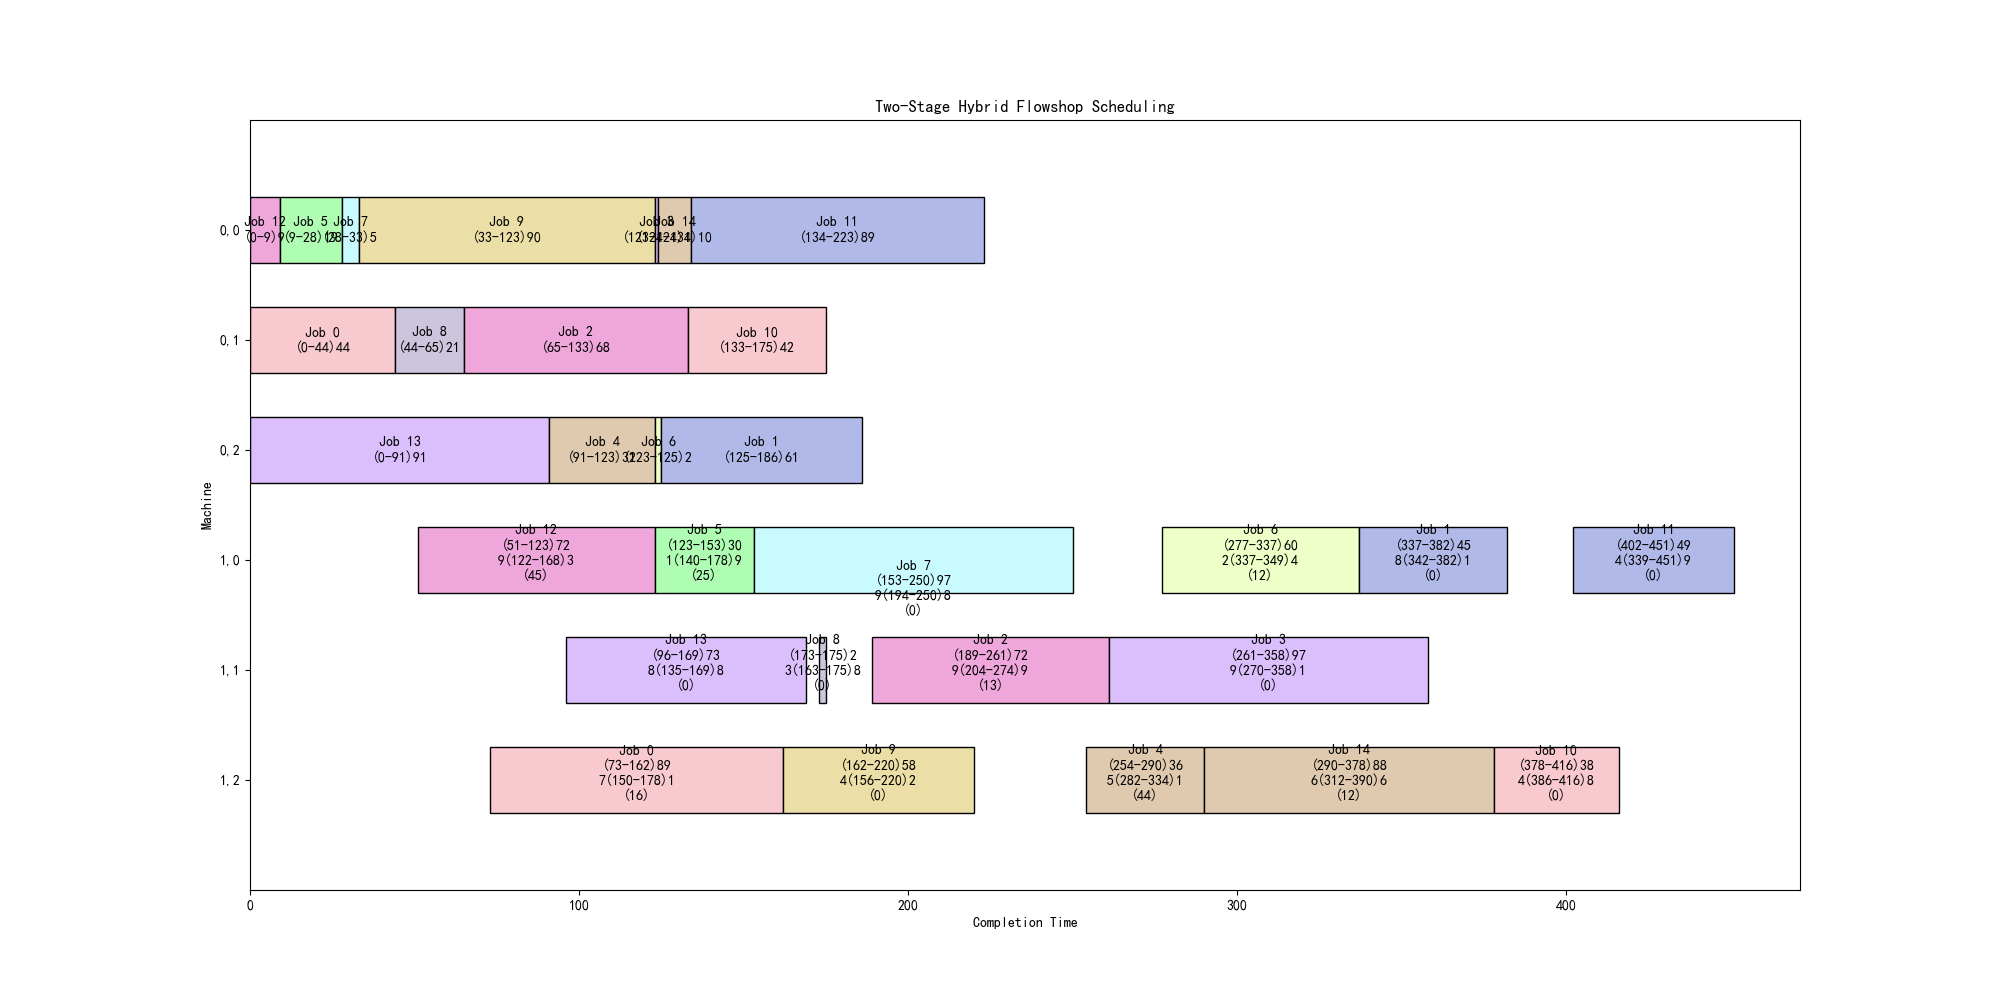 Two-Stage Hybrid Flowshop Scheduling
0,0
Job 12
(0-9)9
Job 5
(9-28)19
Job 7
(28-33)5
Job 9
(33-123)90
Job 3
(123-124)1
Job 14
(124-134)10
Job 11
(134-223)89
0,1
Job 0
(0-44)44
Job 8
(44-65)21
Job 2
(65-133)68
Job 10
(133-175)42
0,2
Job 13
(0-91)91
Job 4
(91-123)32
Job 6
(123-125)2
Job 1
(125-186)61
Machine
1,0
Job 12
(51-123)72
9(122-168)3
(45)
Job 5
(123-153)30
1(140-178)9
(25)
Job 7
(153-250)97
9(194-250)8
(0)
Job 6
(277-337)60
2(337-349)4
(12)
Job 1
(337-382)45
8(342-382)1
(0)
Job 11
(402-451)49
4(339-451)9
(0)
1,1
Job 13
(96-169)73
8(135-169)8
(0)
Job 8
(173-175)2
3(163-175)8
(0)
Job 2
(189-261)72
9(204-274)9
(13)
Job 3
(261-358)97
9(270-358)1
(0)
1,2
Job 0
(73-162)89
7(150-178)1
(16)
Job 9
(162-220)58
4(156-220)2
(0)
Job 4
(254-290)36
5(282-334)1
(44)
Job 14
(290-378)88
6(312-390)6
(12)
Job 10
(378-416)38
4(386-416)8
(0)
0
100
200
300
400
Completion Time